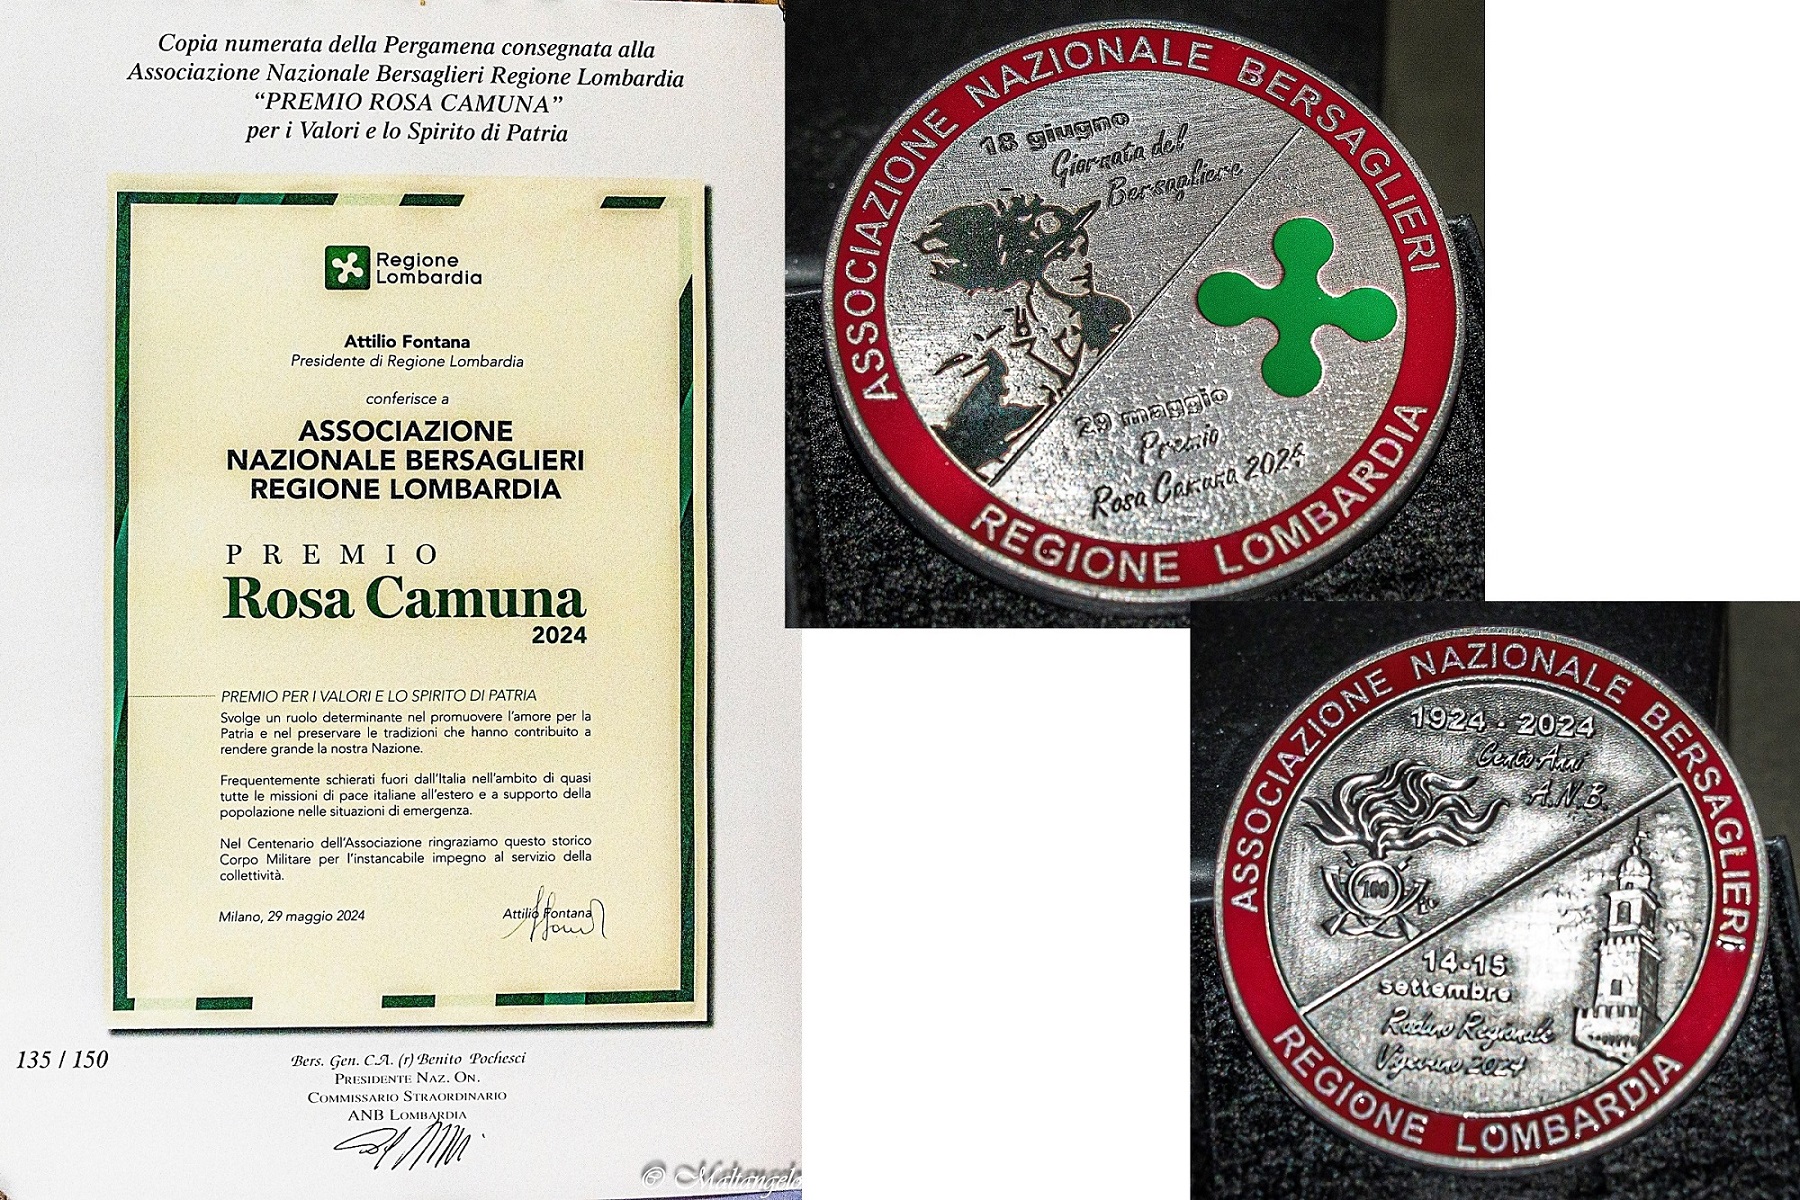 Copia numerata della Pergamena consegnata alla
Associazione Nazionale Bersaglieri Regione Lombardia
“PREMIO ROSA CAMUNA”
per i Valori e lo Spirito di Patria
Regione
Lombardia
Attilio Fontana
Presidente di Regione Lombardia
conferisce a
ASSOCIAZIONE
NAZIONALE BERSAGLIERI
REGIONE LOMBARDIA
PREMIO
Rosa Camuna
2024
PREMIO PER I VALORI E LO SPIRITO DI PATRIA
Svolge un ruolo determinante nel promuovere l'amore per la
Patria e nel preservare le tradizioni che hanno contribuito a
rendere grande la nostra Nazione.
Frequentemente schierati fuori dall'Italia nell'ambito di quasi
tutte le missioni di pace italiane all'estero e a supporto della
popolazione nelle situazioni di emergenza.
Nel Centenario dell'Associazione ringraziamo questo storico
Corpo Militare per l'instancabile impegno al servizio della
collettività.
Milano, 29 maggio 2024
Attilio Fontana
135 / 150
Bers. Gen. C.A. (r) Benito Pochesci
PRESIDENTE NAZ. ON.
COMMISSARIO STRAORDINARIO
ANB LOMBARDIA
© Maltangelo
ASSOCIAZIONE NAZIONALE BERSAGLIERI
18 giugno
Giornata del
Bersagliere
29 maggio
Premio
Rosa Camuna 2024
REGIONE LOMBARDIA
ASSOCIAZIONE NAZIONALE BERSAGLIERI
1924 - 2024
Cento Anni
A.N.B.
100
14-15
settembre
Raduno Regionale
Vigevano 2024
REGIONE LOMBARDIA